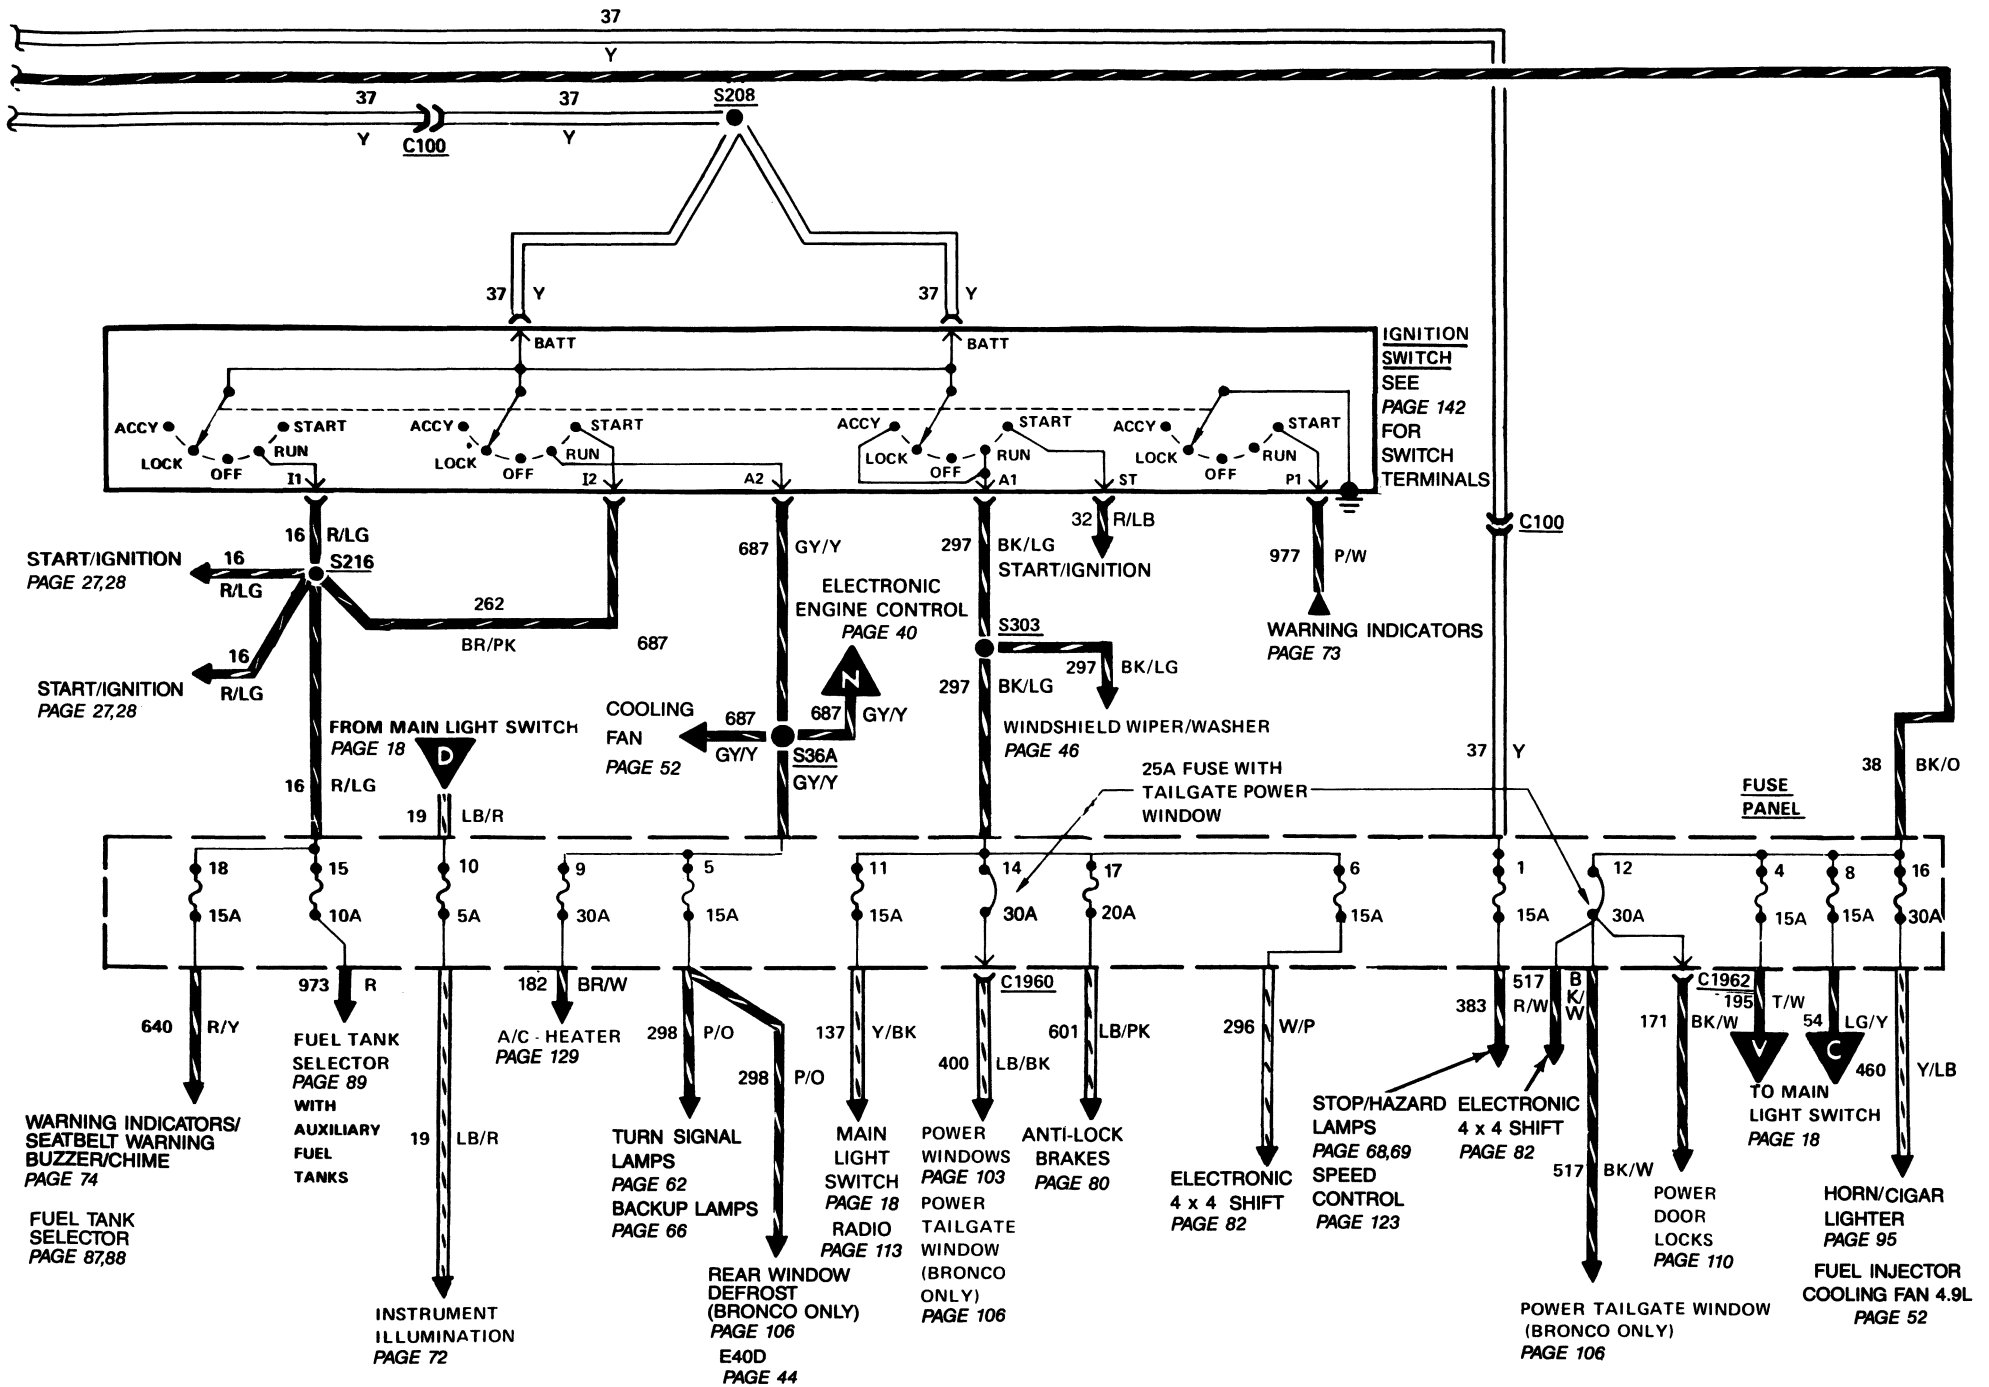 37
Y
37
37
S208
Y
C100
Y
37 Y
37 Y
BATT
BATT
IGNITION
SWITCH
SEE
PAGE 142
FOR
SWITCH
TERMINALS
ACCY
START
LOCK
OFF
RUN
I1
ACCY
START
LOCK
OFF
RUN
I2
A2
ACCY
START
LOCK
OFF
RUN
A1
ST
ACCY
START
LOCK
OFF
RUN
P1
16 R/LG
S216
START/IGNITION
PAGE 27,28
16
R/LG
262
BR/PK
16
R/LG
START/IGNITION
PAGE 27,28
687 GY/Y
687
ELECTRONIC
ENGINE CONTROL
PAGE 40
N
297 BK/LG
32 R/LB
START/IGNITION
977 P/W
WARNING INDICATORS
PAGE 73
C100
S303
297 BK/LG
297 BK/LG
WINDSHIELD WIPER/WASHER
PAGE 46
COOLING
FAN
PAGE 52
687
GY/Y
687 GY/Y
S36A
GY/Y
FROM MAIN LIGHT SWITCH
PAGE 18
D
16 R/LG
19 LB/R
25A FUSE WITH
TAILGATE POWER
WINDOW
37 Y
FUSE
PANEL
38 BK/O
18
15A
15
10A
10
5A
9
30A
5
15A
11
15A
14
30A
17
20A
6
15A
1
15A
12
30A
4
15A
8
15A
16
30A
640 R/Y
WARNING INDICATORS/
SEATBELT WARNING
BUZZER/CHIME
PAGE 74
FUEL TANK
SELECTOR
PAGE 87,88
973 R
FUEL TANK
SELECTOR
PAGE 89
WITH
AUXILIARY
FUEL
TANKS
19 LB/R
INSTRUMENT
ILLUMINATION
PAGE 72
182 BR/W
A/C - HEATER
PAGE 129
298 P/O
TURN SIGNAL
LAMPS
PAGE 62
BACKUP LAMPS
PAGE 66
298 P/O
REAR WINDOW
DEFROST
(BRONCO ONLY)
PAGE 106
E40D
PAGE 44
137 Y/BK
MAIN
LIGHT
SWITCH
PAGE 18
RADIO
PAGE 113
C1960
400 LB/BK
POWER
WINDOWS
PAGE 103
POWER
TAILGATE
WINDOW
(BRONCO
ONLY)
PAGE 106
601 LB/PK
ANTI-LOCK
BRAKES
PAGE 80
296 W/P
ELECTRONIC
4 x 4 SHIFT
PAGE 82
383 R/W
STOP/HAZARD
LAMPS
PAGE 68,69
SPEED
CONTROL
PAGE 123
517
B
K/
W
ELECTRONIC
4 x 4 SHIFT
PAGE 82
517 BK/W
POWER TAILGATE WINDOW
(BRONCO ONLY)
PAGE 106
C1962
171 BK/W
POWER
DOOR
LOCKS
PAGE 110
195 T/W
V
54 LG/Y
C
TO MAIN
LIGHT SWITCH
PAGE 18
460 Y/LB
HORN/CIGAR
LIGHTER
PAGE 95
FUEL INJECTOR
COOLING FAN 4.9L
PAGE 52